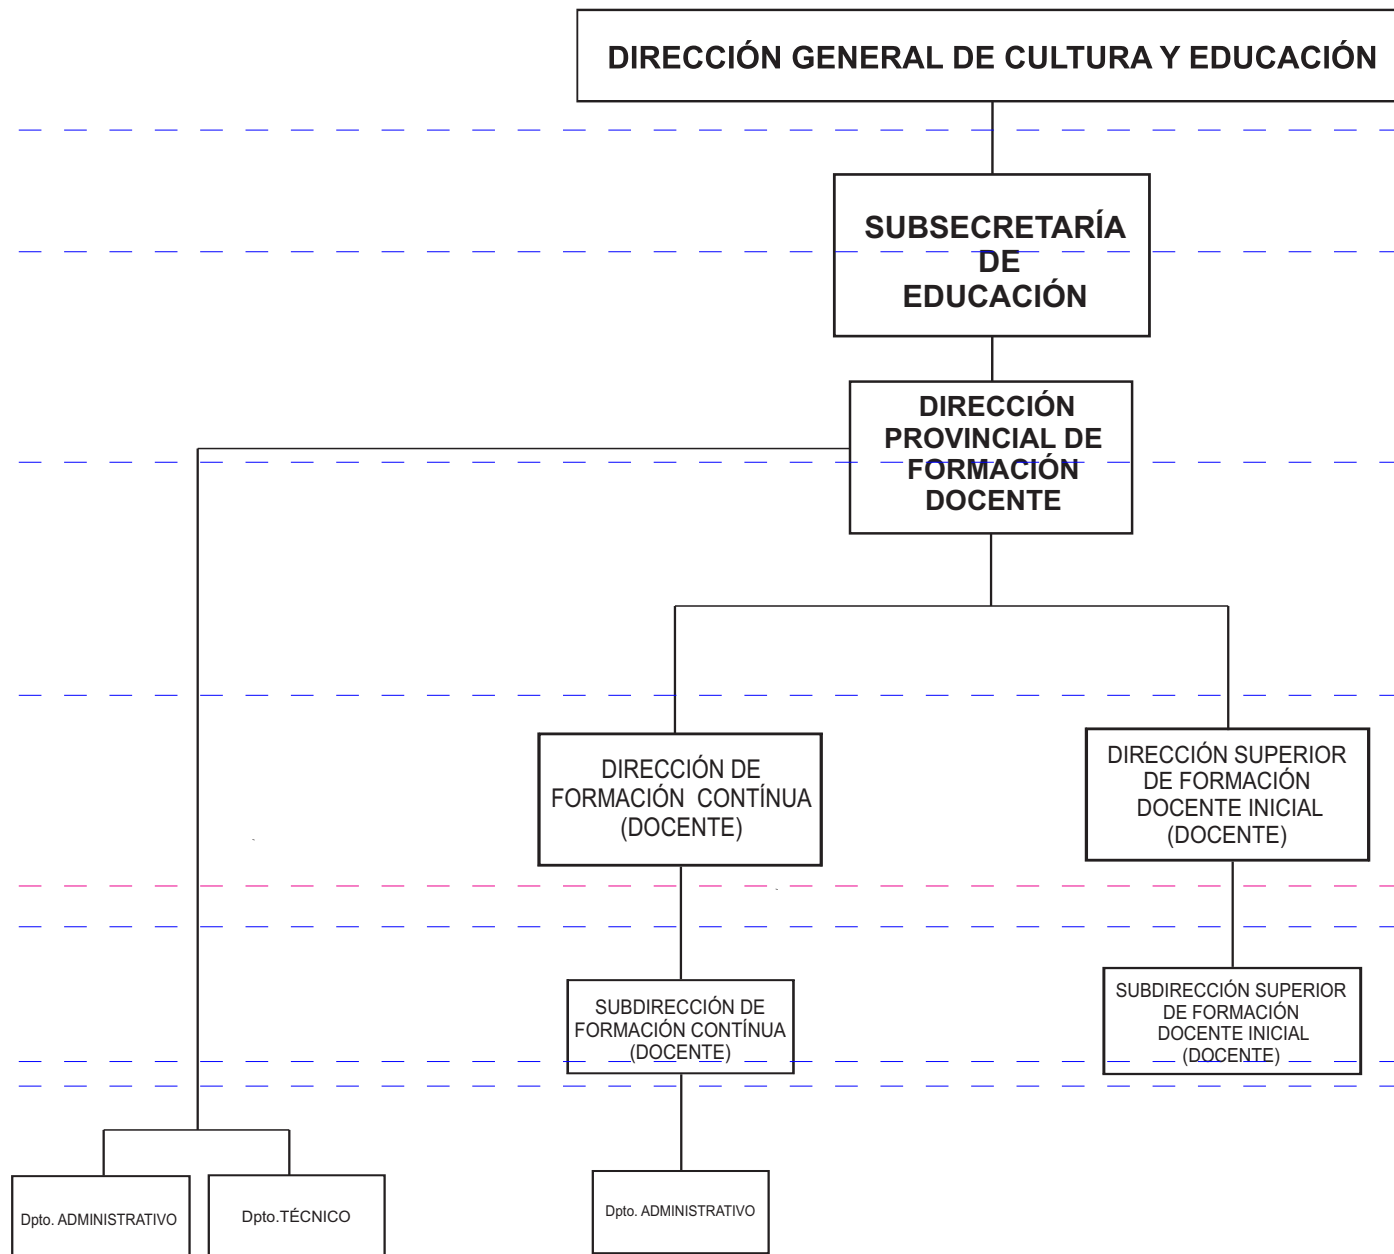 DIRECCIÓN GENERAL DE CULTURA Y EDUCACIÓN
SUBSECRETARÍA
DE
EDUCACIÓN
DIRECCIÓN
PROVINCIAL DE
FORMACIÓN
DOCENTE
DIRECCIÓN DE
FORMACIÓN CONTÍNUA
(DOCENTE)
DIRECCIÓN SUPERIOR
DE FORMACIÓN
DOCENTE INICIAL
(DOCENTE)
SUBDIRECCIÓN DE
FORMACIÓN CONTÍNUA
(DOCENTE)
SUBDIRECCIÓN SUPERIOR
DE FORMACIÓN
DOCENTE INICIAL
(DOCENTE)
Dpto. ADMINISTRATIVO
Dpto.TÉCNICO
Dpto. ADMINISTRATIVO